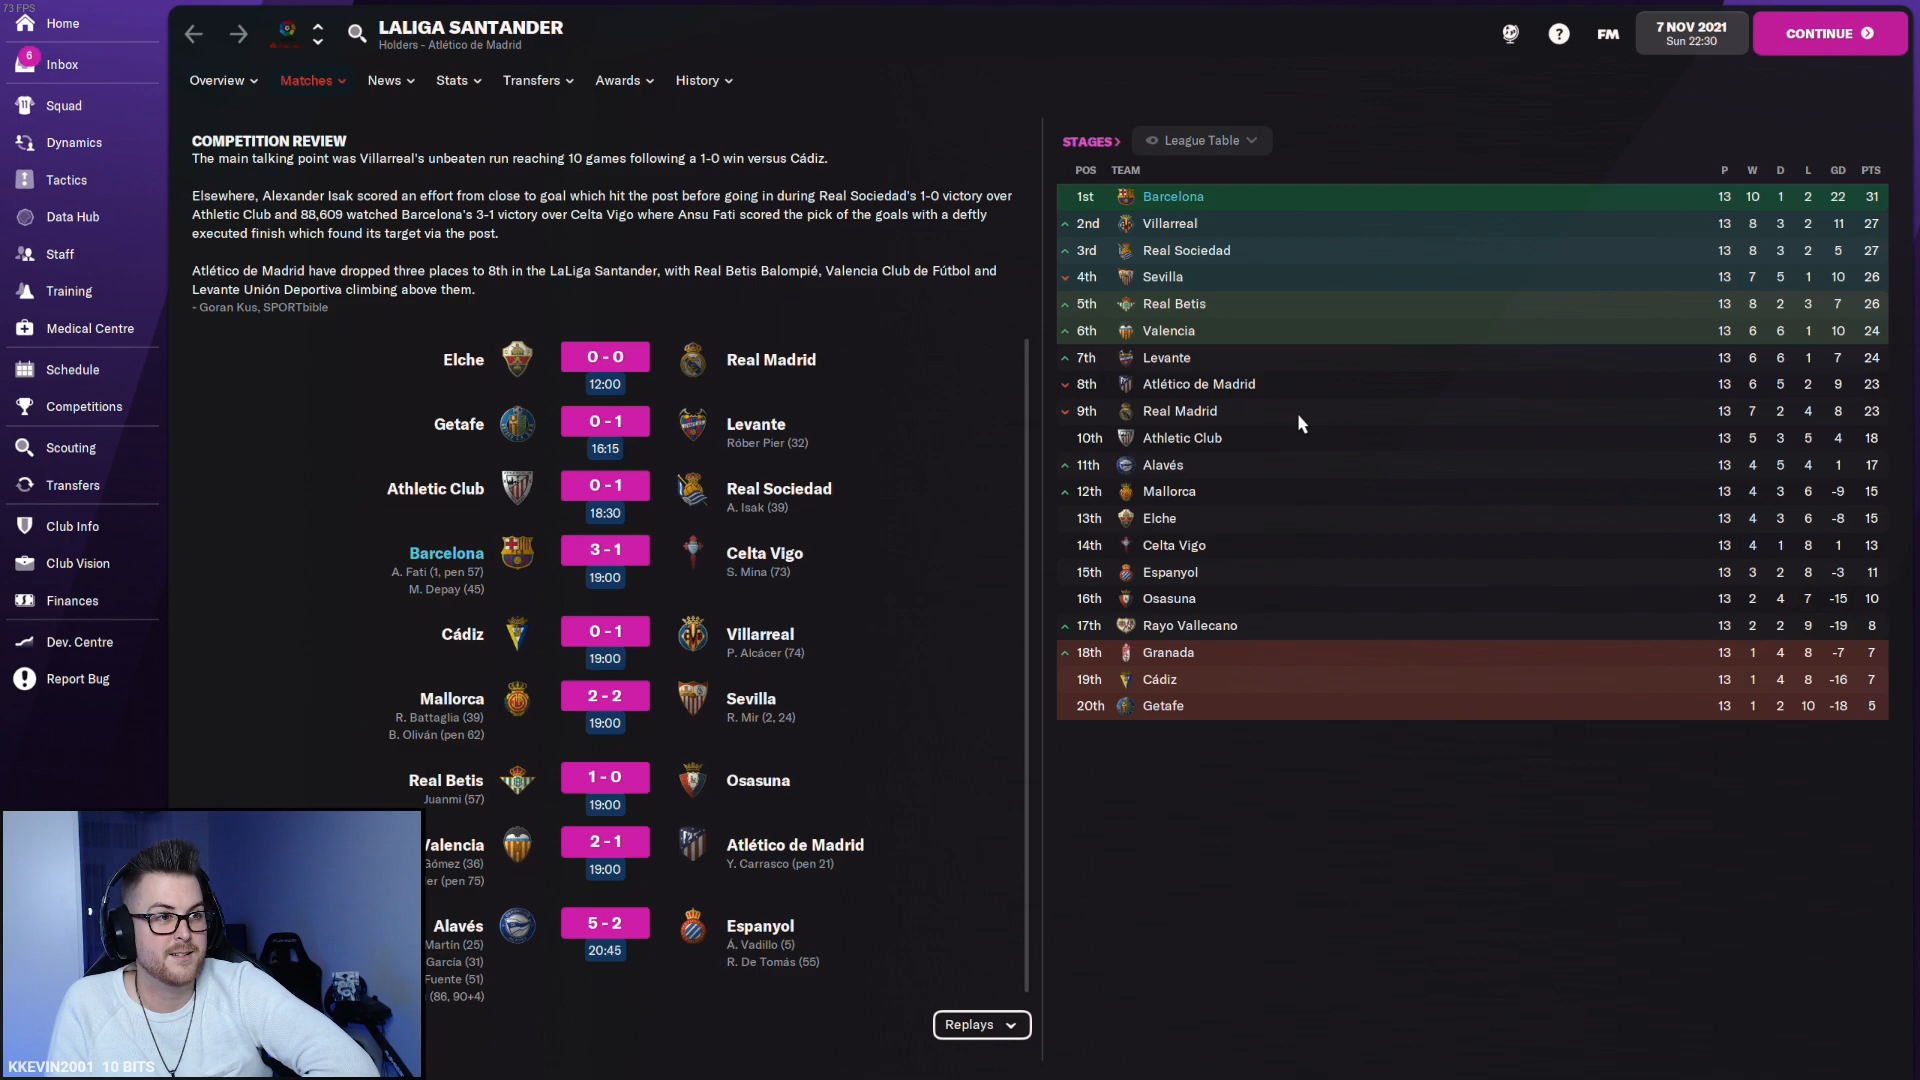 73 FPS
Home
6
Inbox
Squad
Dynamics
Tactics
Data Hub
Staff
Training
Medical Centre
Schedule
Competitions
Scouting
Transfers
Club Info
Club Vision
Finances
Dev. Centre
Report Bug
LALIGA SANTANDER
Holders - Atlético de Madrid
?
FM
7 NOV 2021
Sun 22:30
CONTINUE
Overview
Matches
News
Stats
Transfers
Awards
History
COMPETITION REVIEW
The main talking point was Villarreal's unbeaten run reaching 10 games following a 1-0 win versus Cádiz.
Elsewhere, Alexander Isak scored an effort from close to goal which hit the post before going in during Real Sociedad's 1-0 victory over
Athletic Club and 88,609 watched Barcelona's 3-1 victory over Celta Vigo where Ansu Fati scored the pick of the goals with a deftly
executed finish which found its target via the post.
Atlético de Madrid have dropped three places to 8th in the LaLiga Santander, with Real Betis Balompié, Valencia Club de Fútbol and
Levante Unión Deportiva climbing above them.
- Goran Kus, SPORTbible
Elche 0 - 0 Real Madrid
12:00
Getafe 0 - 1 Levante
Róber Pier (32)
16:15
Athletic Club 0 - 1 Real Sociedad
A. Isak (39)
18:30
Barcelona 3 - 1 Celta Vigo
A. Fati (1, pen 57) 19:00 S. Mina (73)
M. Depay (45)
Cádiz 0 - 1 Villarreal
19:00 P. Alcácer (74)
Mallorca 2 - 2 Sevilla
R. Battaglia (39) 19:00 R. Mir (2, 24)
B. Oliván (pen 62)
Real Betis 1 - 0 Osasuna
Juanmi (57) 19:00
Valencia 2 - 1 Atlético de Madrid
Gómez (36) 19:00 Y. Carrasco (pen 21)
er (pen 75)
Alavés 5 - 2 Espanyol
Martín (25) 20:45 Á. Vadillo (5)
García (31) R. De Tomás (55)
Fuente (51)
(86, 90+4)
Replays
STAGES>
League Table
POS TEAM P W D L GD PTS
1st Barcelona 13 10 1 2 22 31
2nd Villarreal 13 8 3 2 11 27
3rd Real Sociedad 13 8 3 2 5 27
4th Sevilla 13 7 5 1 10 26
5th Real Betis 13 8 2 3 7 26
6th Valencia 13 6 6 1 10 24
7th Levante 13 6 6 1 7 24
8th Atlético de Madrid 13 6 5 2 9 23
9th Real Madrid 13 7 2 4 8 23
10th Athletic Club 13 5 3 5 4 18
11th Alavés 13 4 5 4 1 17
12th Mallorca 13 4 3 6 -9 15
13th Elche 13 4 3 6 -8 15
14th Celta Vigo 13 4 1 8 1 13
15th Espanyol 13 3 2 8 -3 11
16th Osasuna 13 2 4 7 -15 10
17th Rayo Vallecano 13 2 2 9 -19 8
18th Granada 13 1 4 8 -7 7
19th Cádiz 13 1 4 8 -16 7
20th Getafe 13 1 2 10 -18 5
KKEVIN2001 10 BITS